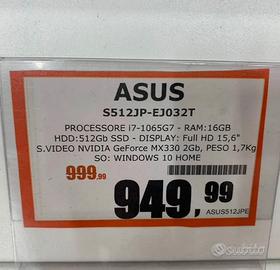 ASUS
S512JP-EJ032T
PROCESSORE i7-1065G7 - RAM:16GB
HDD:512Gb SSD - DISPLAY: Full HD 15,6"
S.VIDEO NVIDIA GeForce MX330 2Gb, PESO 1,7Kg
SO: WINDOWS 10 HOME
999,99
949,99
ASUS512JPE
subito